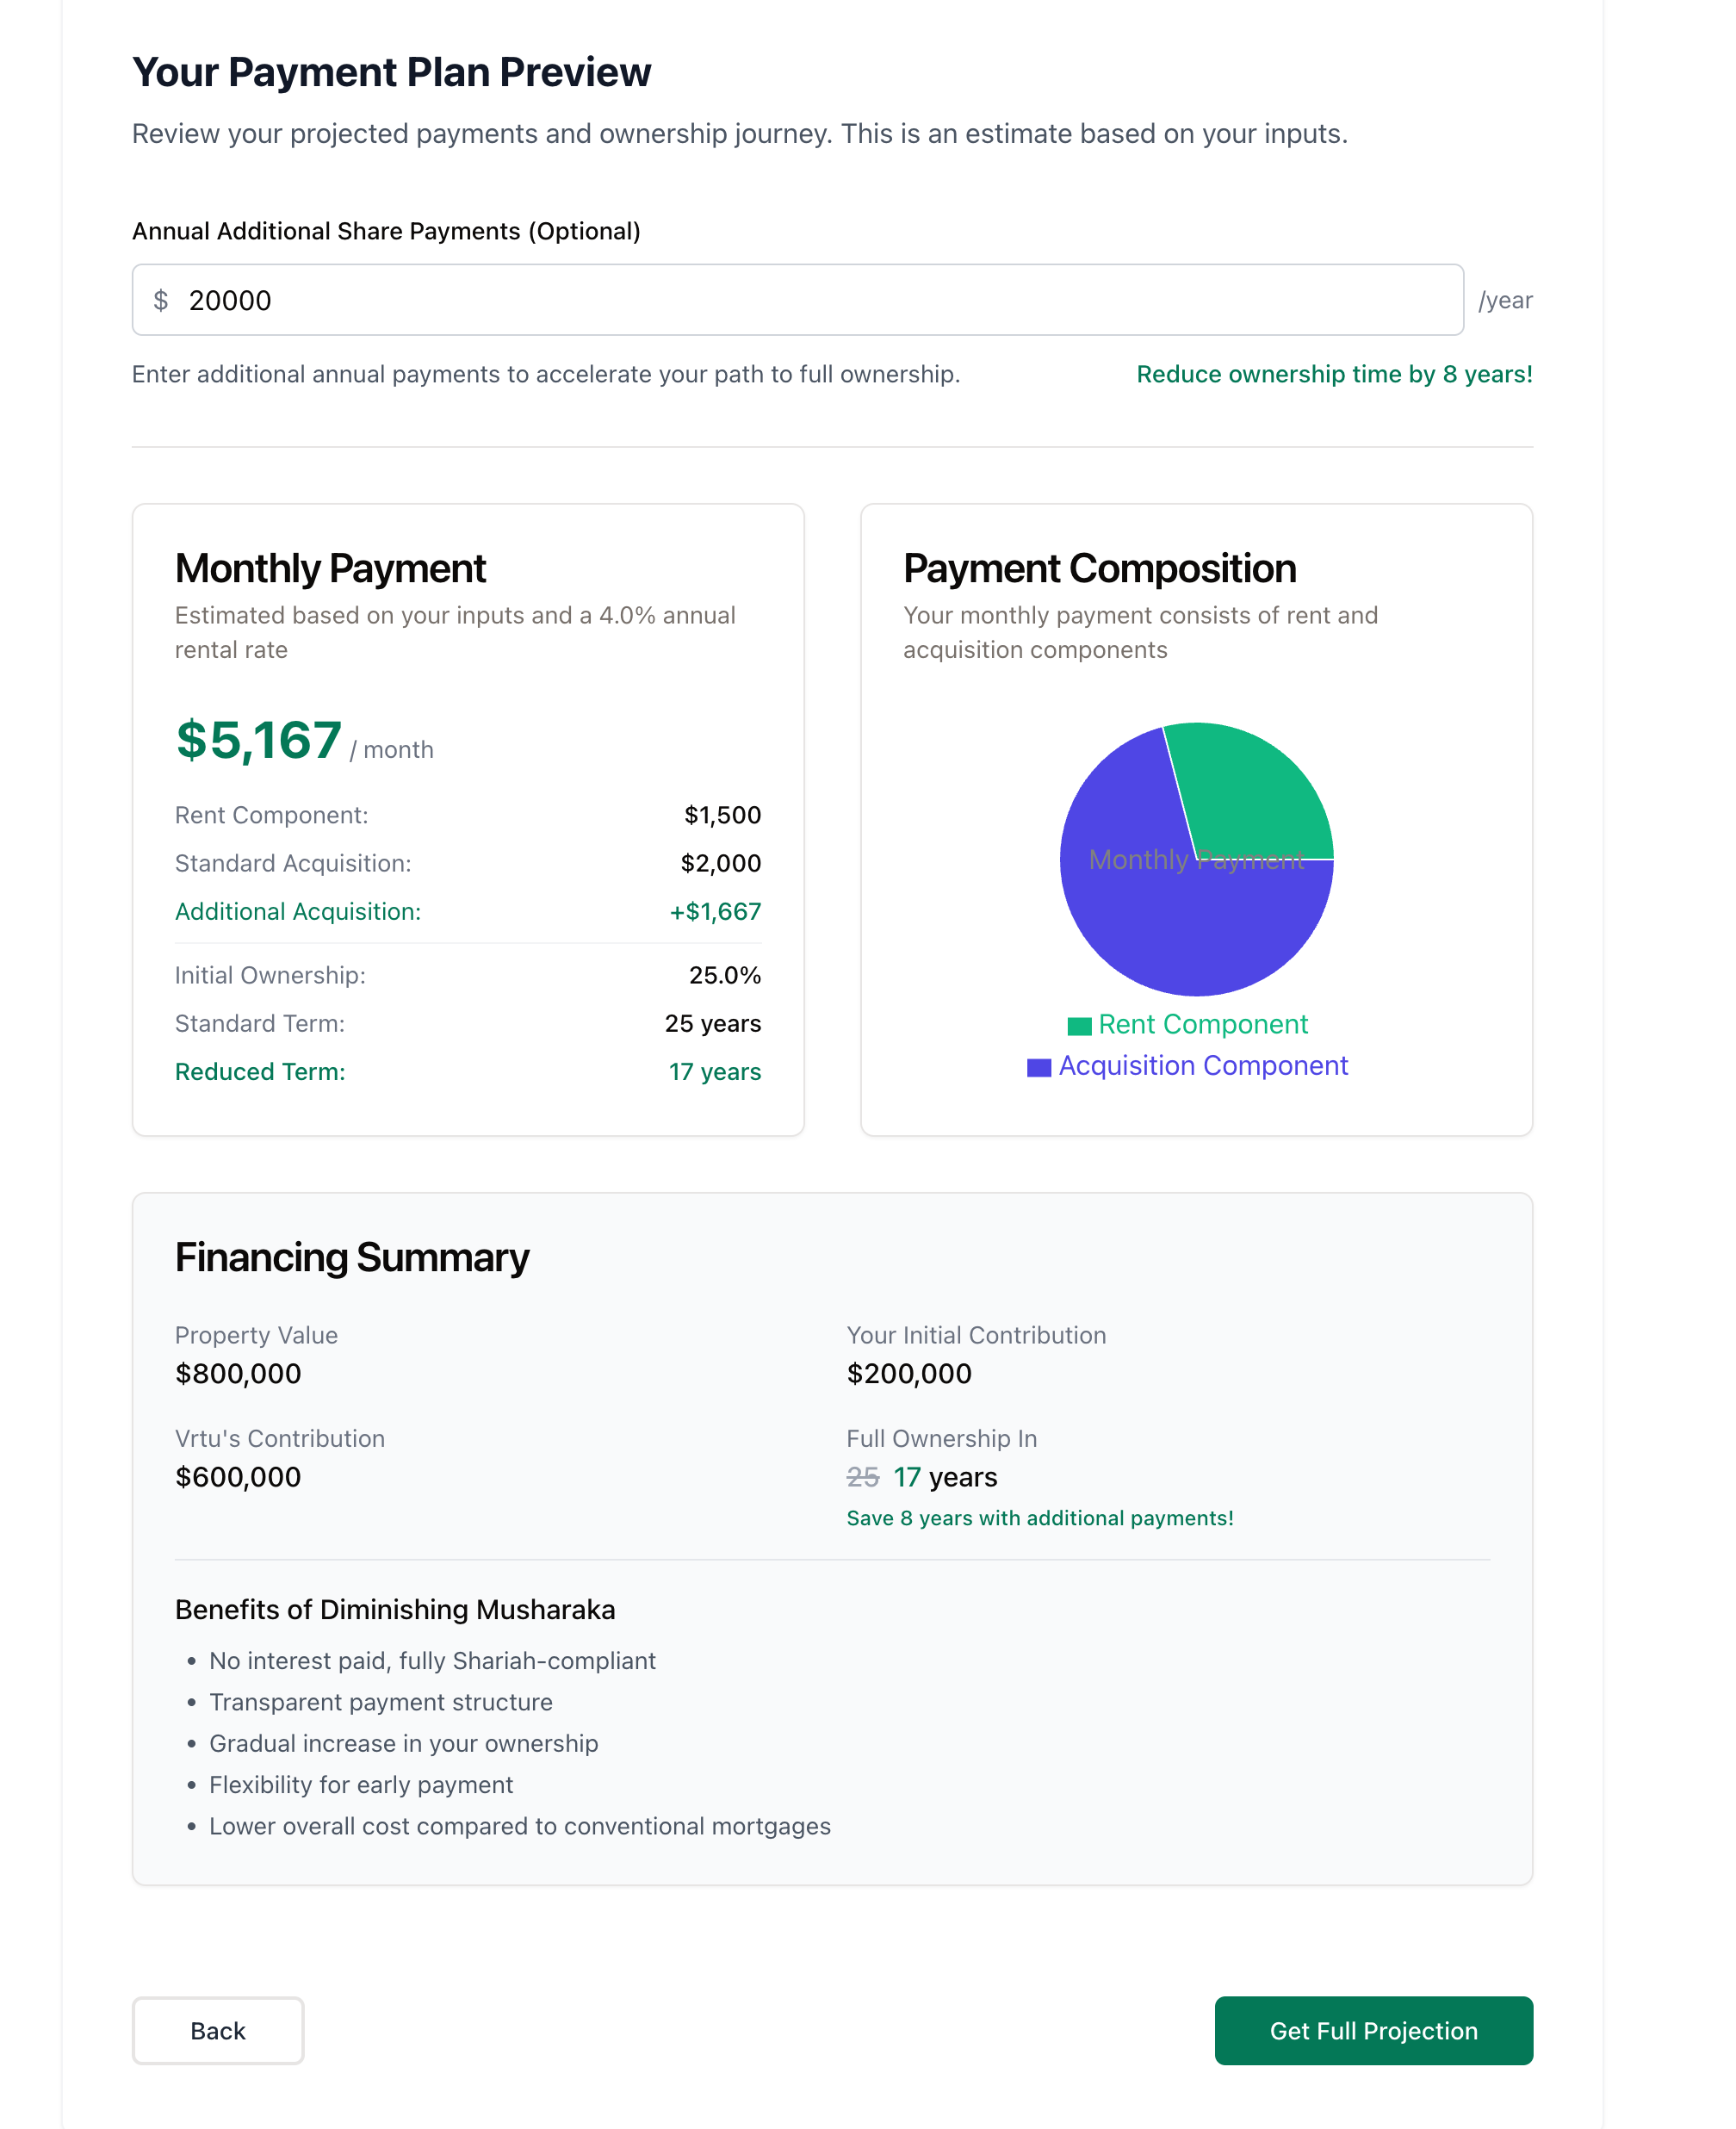 Your Payment Plan Preview
Review your projected payments and ownership journey. This is an estimate based on your inputs.
Annual Additional Share Payments (Optional)
$ 20000 /year
Enter additional annual payments to accelerate your path to full ownership. Reduce ownership time by 8 years!
Monthly Payment
Estimated based on your inputs and a 4.0% annual
rental rate
$5,167 / month
Rent Component: $1,500
Standard Acquisition: $2,000
Additional Acquisition: +$1,667
Initial Ownership: 25.0%
Standard Term: 25 years
Reduced Term: 17 years
Payment Composition
Your monthly payment consists of rent and
acquisition components
Monthly Payment
Rent Component
Acquisition Component
Financing Summary
Property Value
$800,000
Your Initial Contribution
$200,000
Vrtu's Contribution
$600,000
Full Ownership In
25 17 years
Save 8 years with additional payments!
Benefits of Diminishing Musharaka
• No interest paid, fully Shariah-compliant
• Transparent payment structure
• Gradual increase in your ownership
• Flexibility for early payment
• Lower overall cost compared to conventional mortgages
Back
Get Full Projection